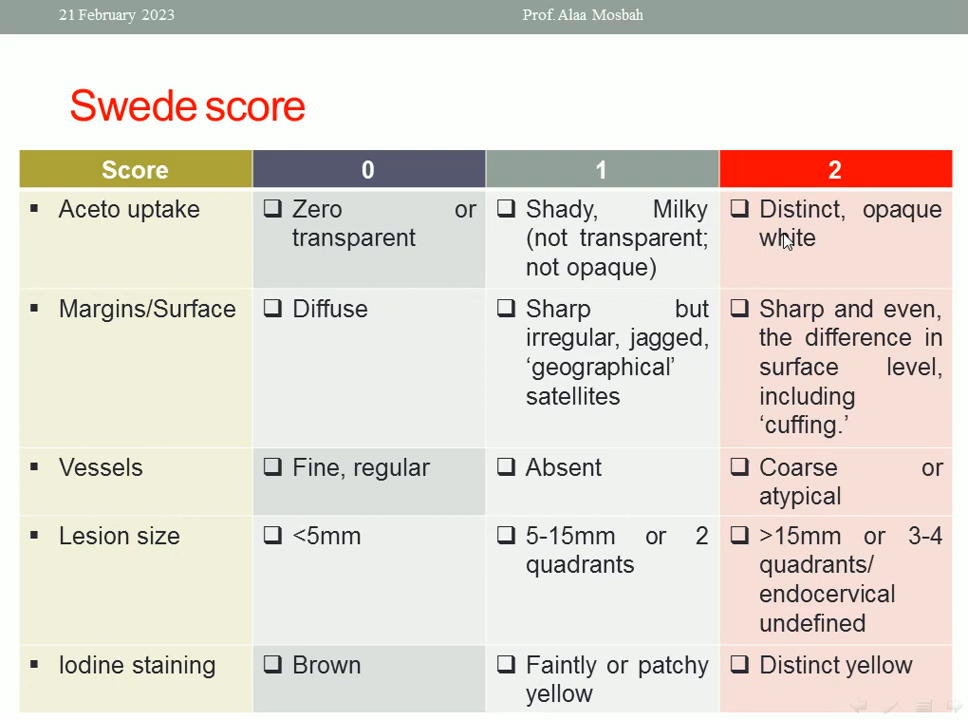 21 February 2023
Prof. Alaa Mosbah
Swede score
Score 0 1 2
▪ Aceto uptake
❑ Zero or
transparent
❑ Shady, Milky
(not transparent;
not opaque)
❑ Distinct, opaque
white
▪ Margins/Surface
❑ Diffuse
❑ Sharp but
irregular, jagged,
‘geographical’
satellites
❑ Sharp and even,
the difference in
surface level,
including
‘cuffing.’
▪ Vessels
❑ Fine, regular
❑ Absent
❑ Coarse or
atypical
▪ Lesion size
❑ <5mm
❑ 5-15mm or 2
quadrants
❑ >15mm or 3-4
quadrants/
endocervical
undefined
▪ Iodine staining
❑ Brown
❑ Faintly or patchy
yellow
❑ Distinct yellow